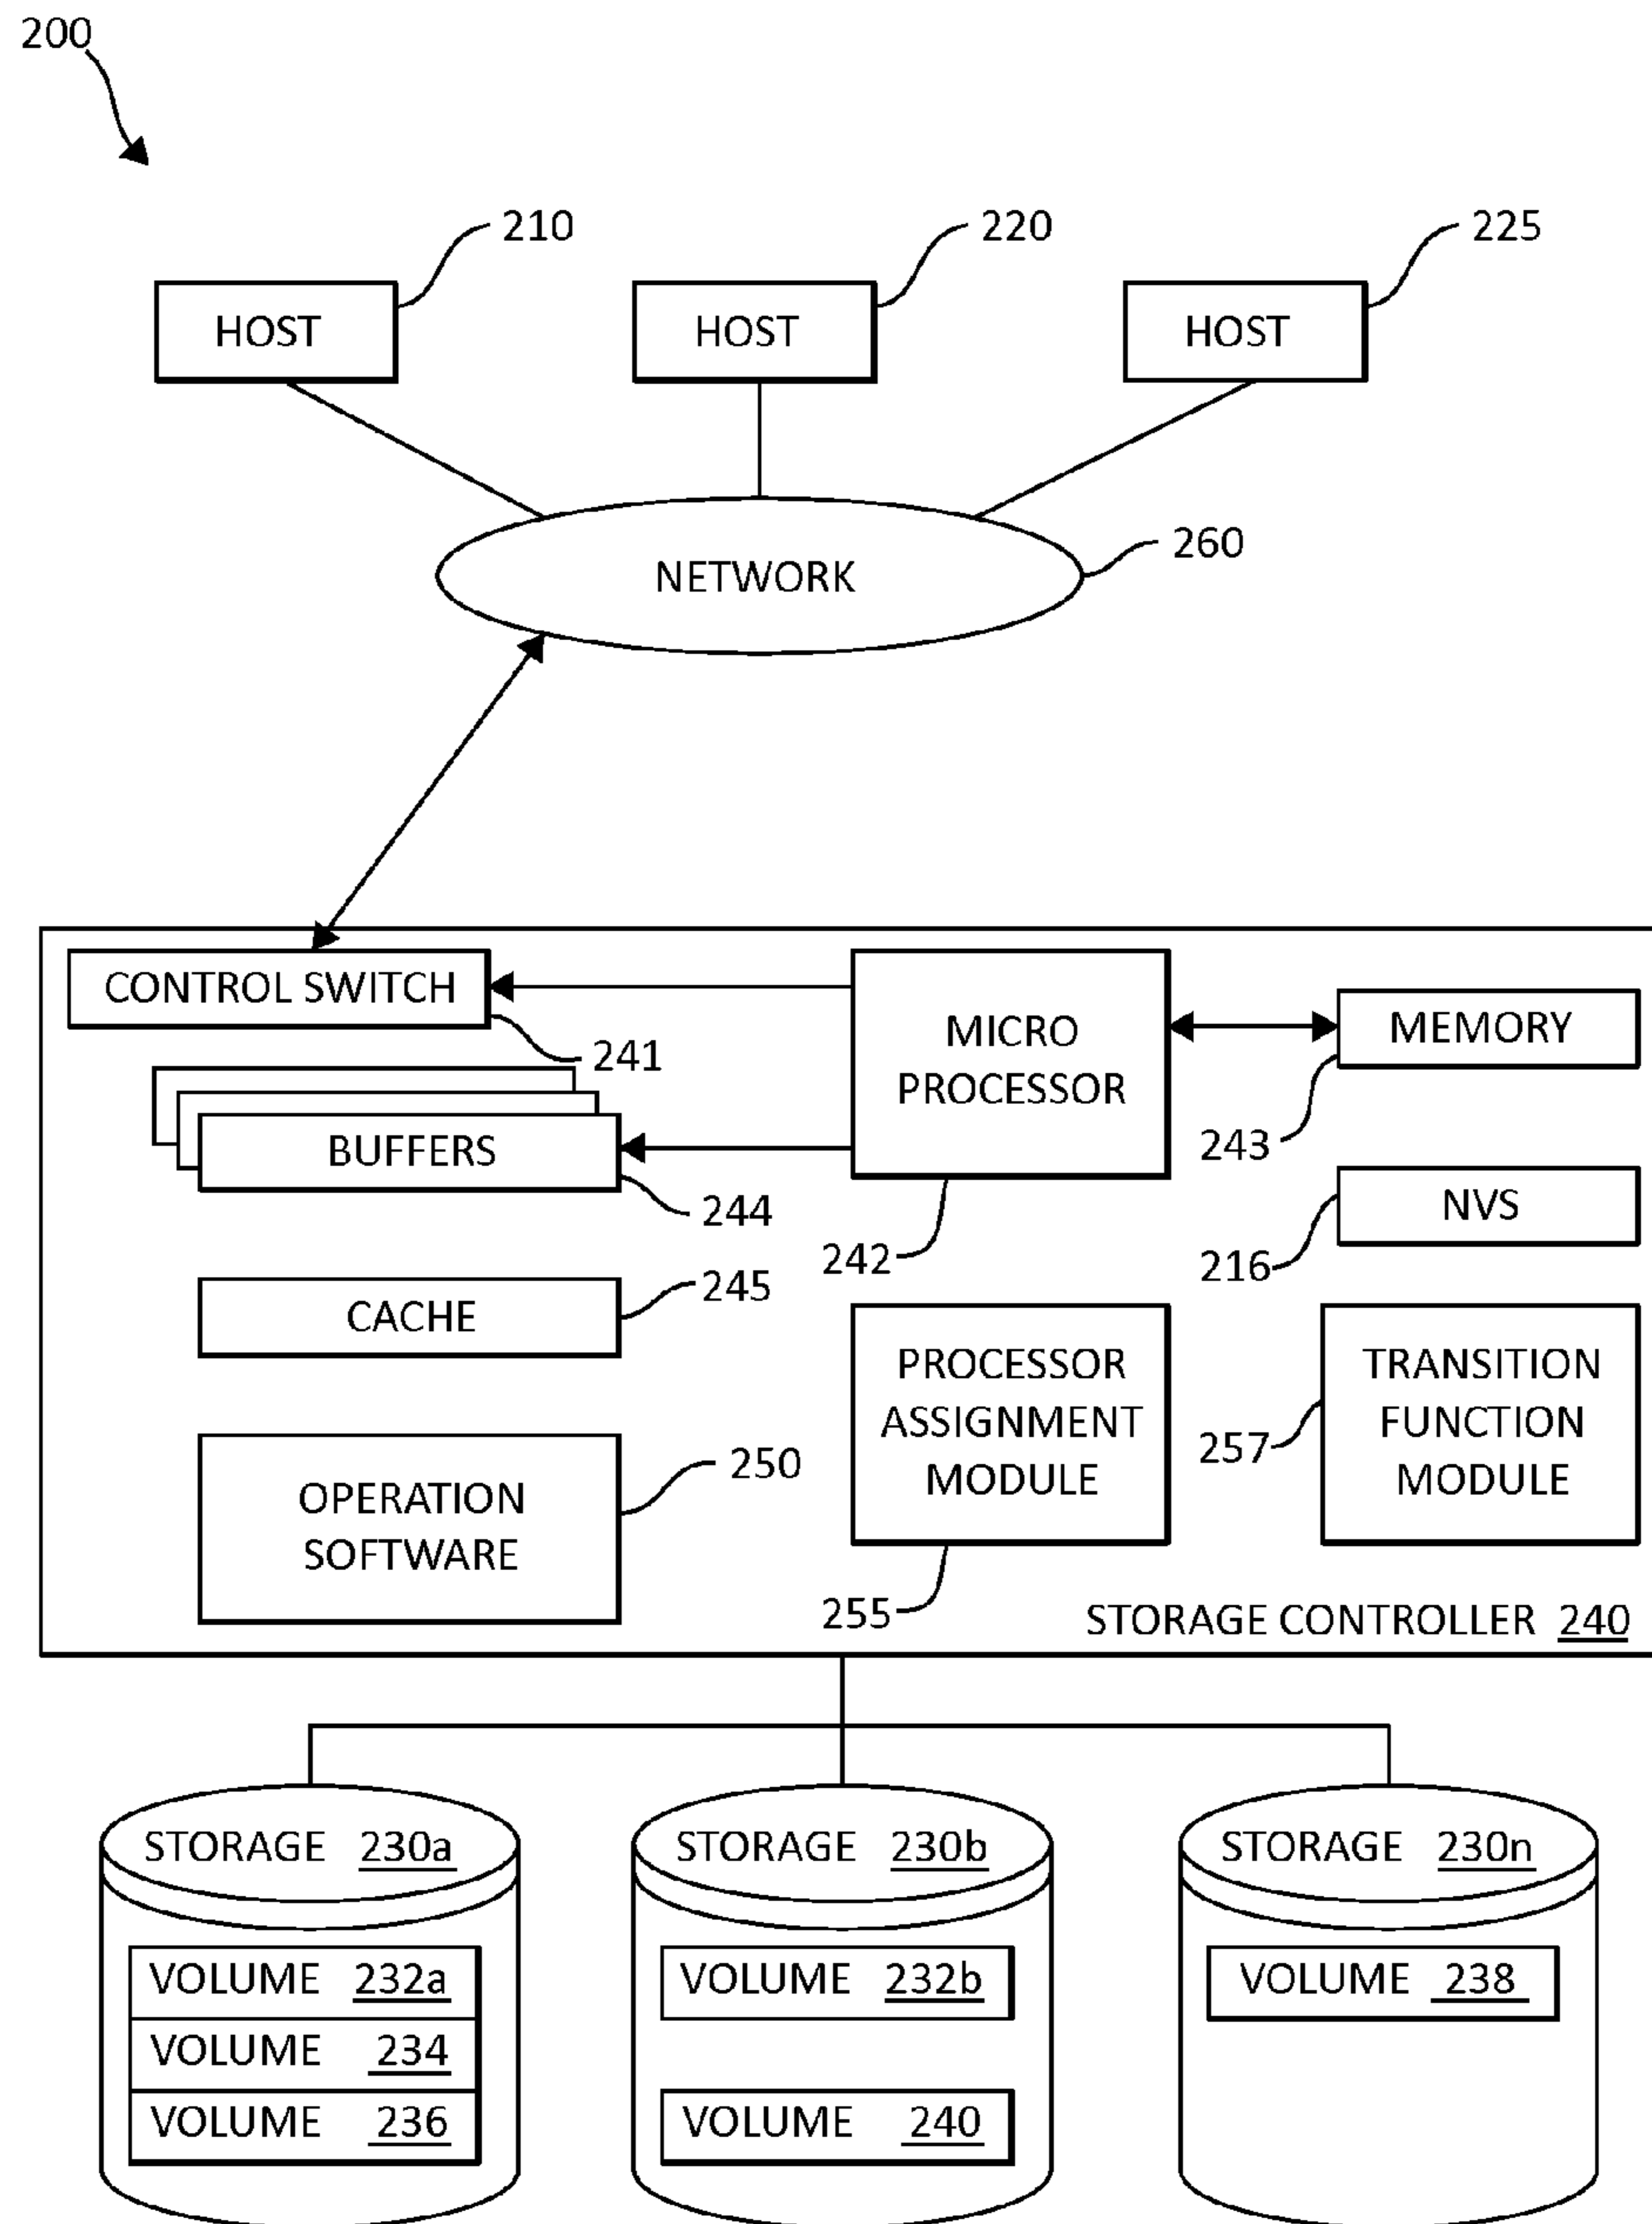 200
210
220
225
HOST
HOST
HOST
260
NETWORK
CONTROL SWITCH
241
MICRO
PROCESSOR
242
MEMORY
243
BUFFERS
244
NVS
216
CACHE
245
PROCESSOR
ASSIGNMENT
MODULE
255
TRANSITION
FUNCTION
MODULE
257
OPERATION
SOFTWARE
250
STORAGE CONTROLLER 240
STORAGE 230a
VOLUME 232a
VOLUME 234
VOLUME 236
STORAGE 230b
VOLUME 232b
VOLUME 240
STORAGE 230n
VOLUME 238